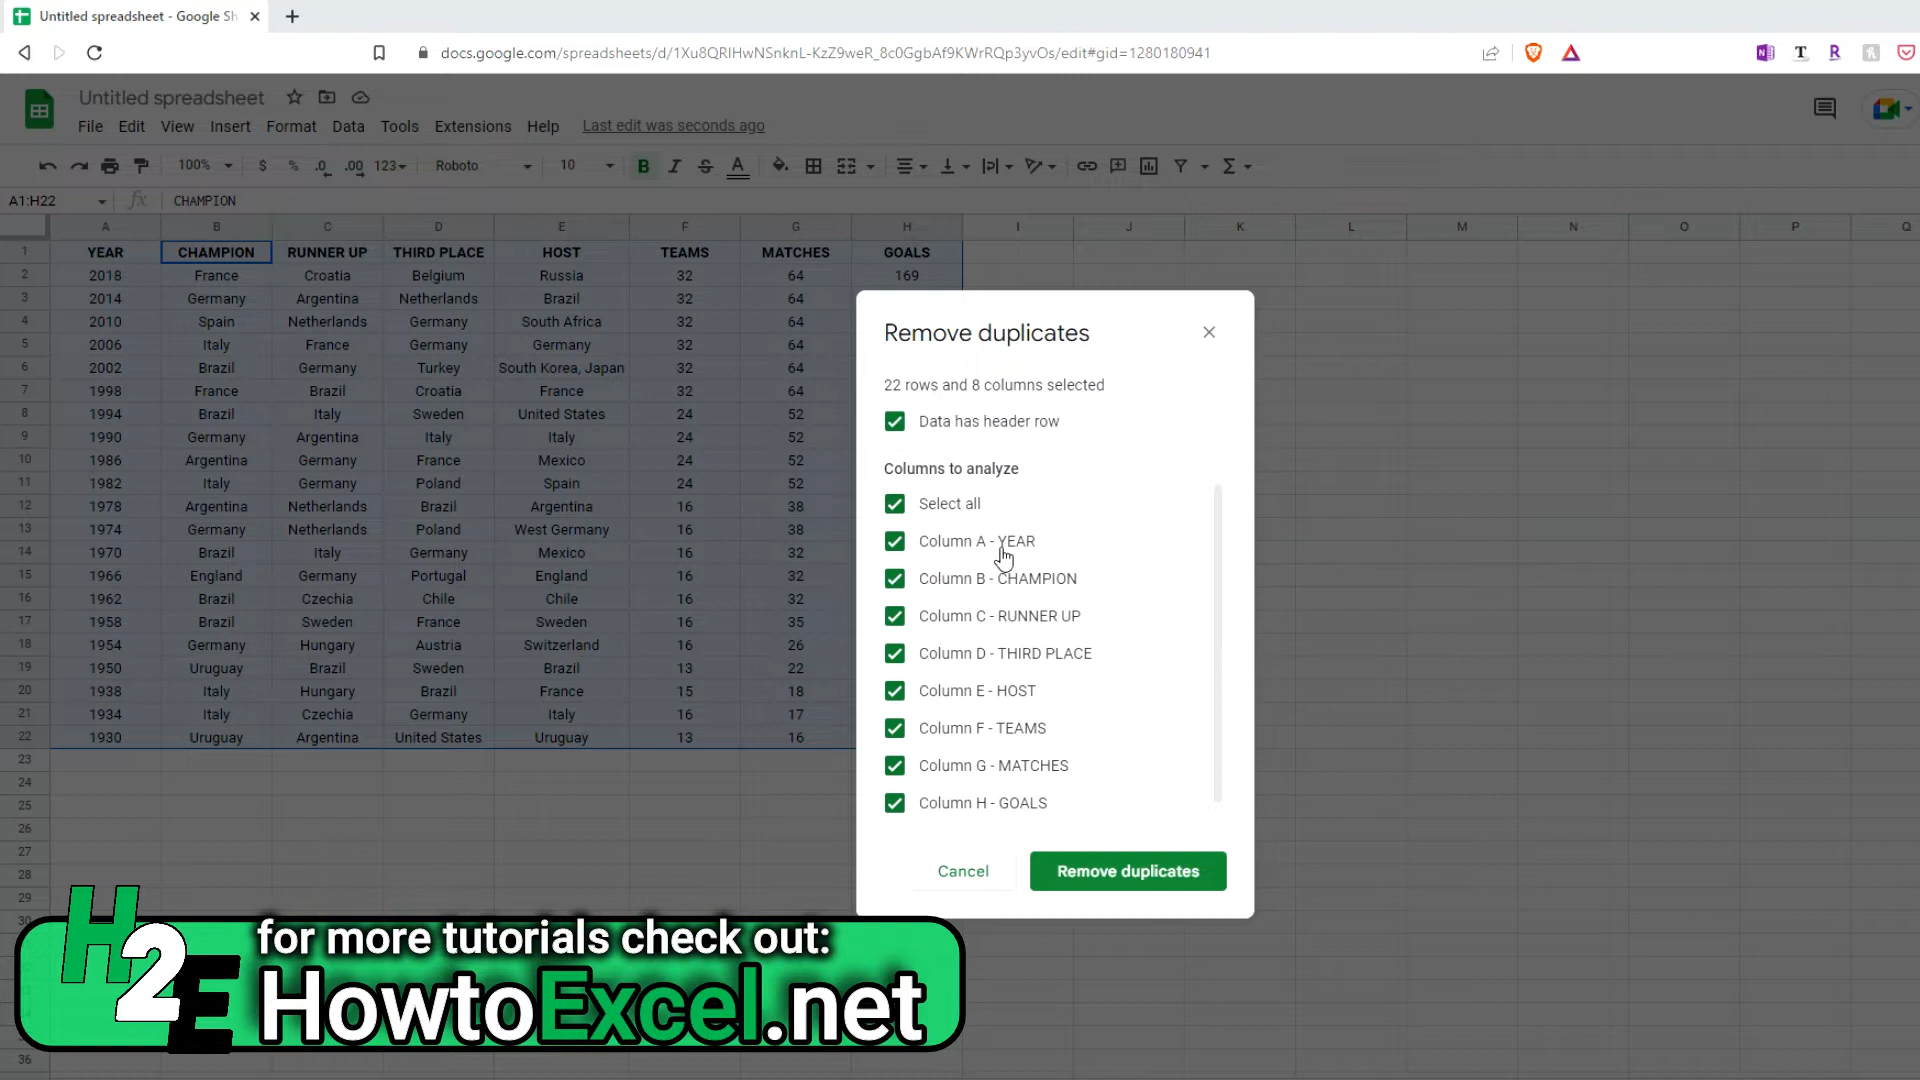 Untitled spreadsheet - Google Sh
docs.google.com/spreadsheets/d/1Xu8QRIHwNSnknL-KzZ9weR_8c0GgbAf9KWrRQp3yvOs/edit#gid=1280180941
Untitled spreadsheet
File Edit View Insert Format Data Tools Extensions Help Last edit was seconds ago
100% $ % .0 .00 123 Roboto 10 B I S A
A1:H22 fx CHAMPION
A B C D E F G H I J K L M N O P Q
1 YEAR CHAMPION RUNNER UP THIRD PLACE HOST TEAMS MATCHES GOALS
2 2018 France Croatia Belgium Russia 32 64 169
3 2014 Germany Argentina Netherlands Brazil 32 64
4 2010 Spain Netherlands Germany South Africa 32 64
5 2006 Italy France Germany Germany 32 64
6 2002 Brazil Germany Turkey South Korea, Japan 32 64
7 1998 France Brazil Croatia France 32 64
8 1994 Brazil Italy Sweden United States 24 52
9 1990 Germany Argentina Italy Italy 24 52
10 1986 Argentina Germany France Mexico 24 52
11 1982 Italy Germany Poland Spain 24 52
12 1978 Argentina Netherlands Brazil Argentina 16 38
13 1974 Germany Netherlands Poland West Germany 16 38
14 1970 Brazil Italy Germany Mexico 16 32
15 1966 England Germany Portugal England 16 32
16 1962 Brazil Czechia Chile Chile 16 32
17 1958 Brazil Sweden France Sweden 16 35
18 1954 Germany Hungary Austria Switzerland 16 26
19 1950 Uruguay Brazil Sweden Brazil 13 22
20 1938 Italy Hungary Brazil France 15 18
21 1934 Italy Czechia Germany Italy 16 17
22 1930 Uruguay Argentina United States Uruguay 13 16
23
24
25
26
27
28
29
30
36
Remove duplicates
22 rows and 8 columns selected
Data has header row
Columns to analyze
Select all
Column A - YEAR
Column B - CHAMPION
Column C - RUNNER UP
Column D - THIRD PLACE
Column E - HOST
Column F - TEAMS
Column G - MATCHES
Column H - GOALS
Cancel Remove duplicates
H2E
for more tutorials check out:
HowtoExcel.net